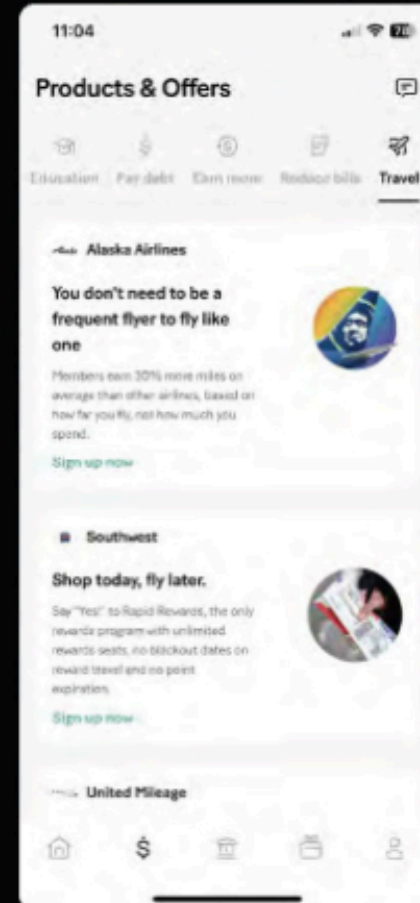 11:04
Products & Offers
Education Pay debt Earn more Reduce bills Travel
Alaska Airlines
You don't need to be a
frequent flyer to fly like
one
Members earn 30% more miles on
average than other airlines, based on
how far you fly, not how much you
spend.
Sign up now
Southwest
Shop today, fly later.
Say "Yes!" to Rapid Rewards, the only
rewards program with unlimited
rewards seats, no blackout dates on
reward travel and no point
expiration.
Sign up now
United Mileage
$